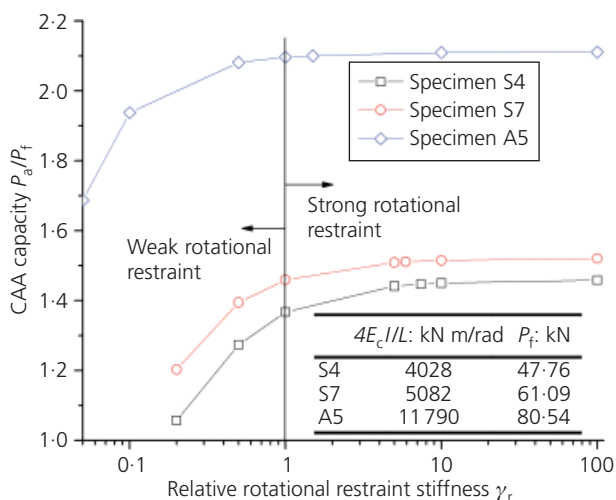 2·2
2·0
1·8
1·6
1·4
1·2
1·0
CAA capacity Pa/Pf
Specimen S4
Specimen S7
Specimen A5
Strong rotational
restraint
Weak rotational
restraint
4EcI/L: kN m/rad Pf: kN
S4 4028 47·76
S7 5082 61·09
A5 11 790 80·54
0·1 1 10 100
Relative rotational restraint stiffness γr